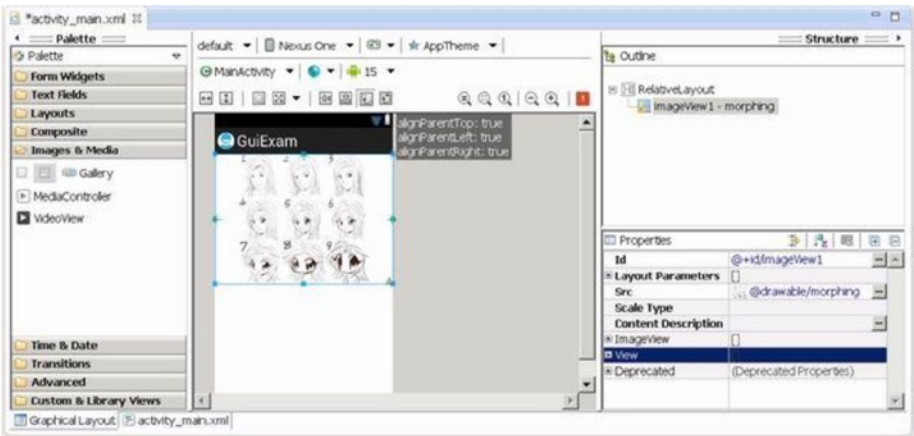 *activity_main.xml
Palette
Palette
Form Widgets
Text Fields
Layouts
Composite
Images & Media
Gallery
MediaController
VideoView
Time & Date
Transitions
Advanced
Custom & Library Views
default Nexus One AppTheme
MainActivity 15
GuiExam
alignParentTop: true
alignParentLeft: true
alignParentRight: true
1 2 3
4 5 6
7 8 9
Structure
Outline
RelativeLayout
imageView1 - morphing
Properties
Id @+id/imageView1
Layout Parameters []
Src @drawable/morphing
Scale Type
Content Description
ImageView []
View []
Deprecated (Deprecated Properties)
Graphical Layout activity_main.xml